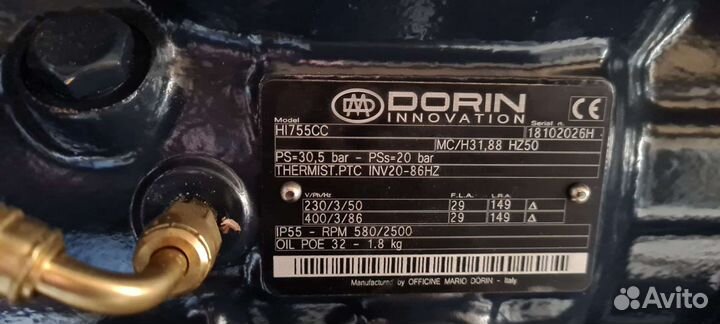 DORIN
INNOVATION
CE
Model
Serial n.
HI755CC
18102026H
MC/H31,88 HZ50
PS=30,5 bar - PSs=20 bar
THERMIST.PTC INV20-86HZ
V/Ph/Hz F.L.A. L.R.A.
230/3/50 29 149 Δ
400/3/86 29 149 Δ
IP55 - RPM 580/2500
OIL POE 32 - 1.8 kg
DORIN
INNOVATION
Manufactured by OFFICINE MARIO DORIN - Italy
Avito